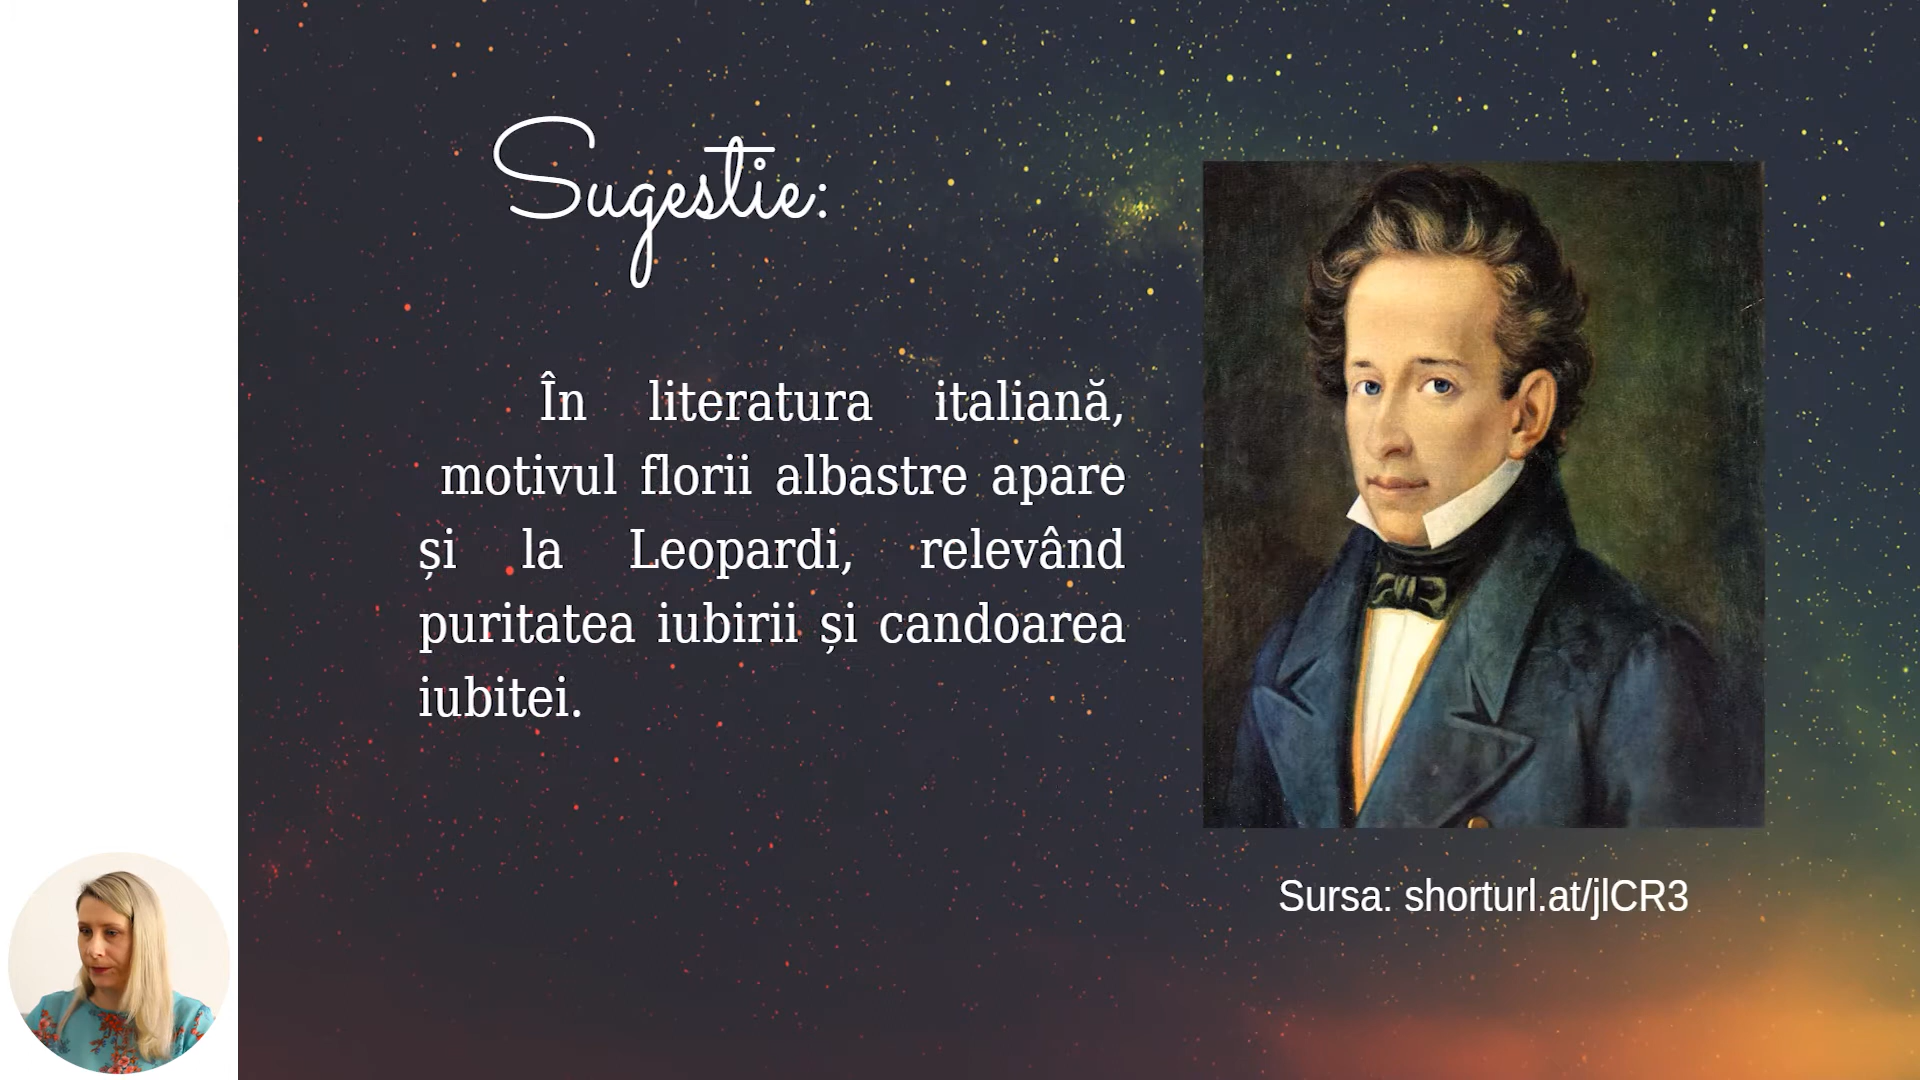 Sugestie:
În literatura italiană,
motivul florii albastre apare
și la Leopardi, relevând
puritatea iubirii și candoarea
iubitei.
Sursa: shorturl.at/jlCR3